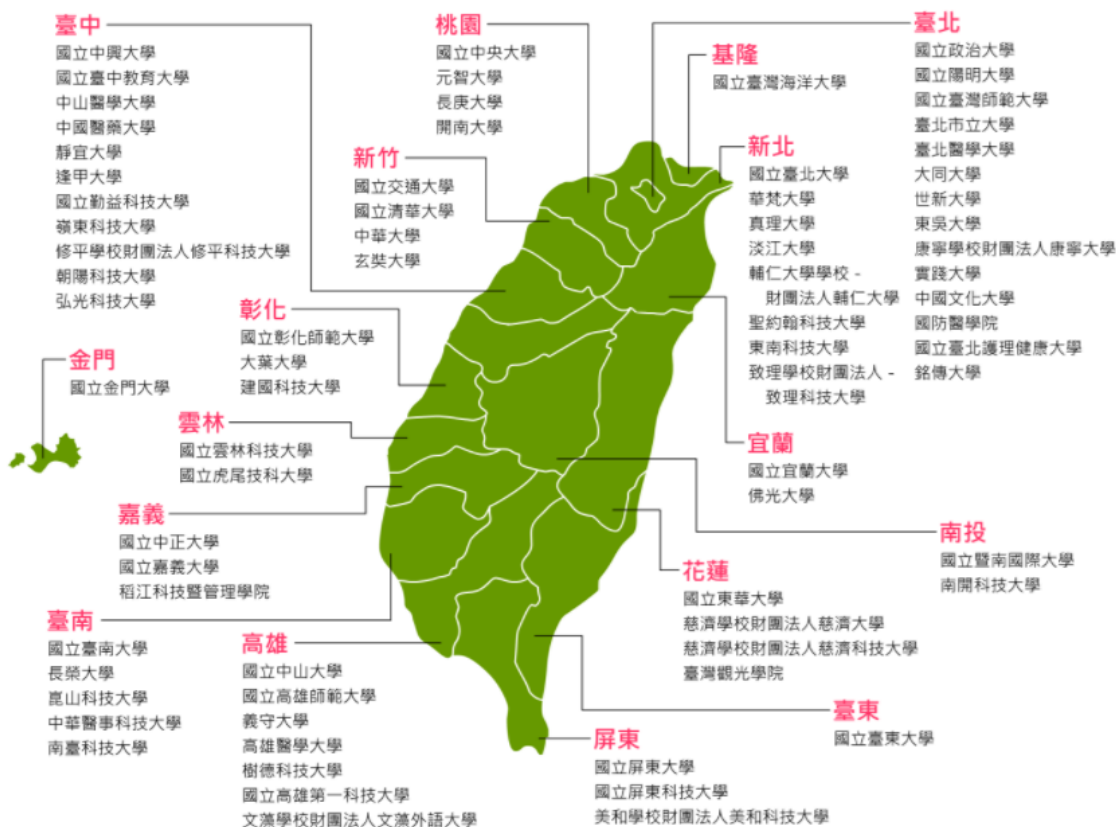 臺中
國立中興大學
國立臺中教育大學
中山醫學大學
中國醫藥大學
靜宜大學
逢甲大學
國立勤益科技大學
嶺東科技大學
修平學校財團法人修平科技大學
朝陽科技大學
弘光科技大學
桃園
國立中央大學
元智大學
長庚大學
開南大學
基隆
國立臺灣海洋大學
臺北
國立政治大學
國立陽明大學
國立臺灣師範大學
臺北市立大學
臺北醫學大學
大同大學
世新大學
東吳大學
康寧學校財團法人康寧大學
實踐大學
中國文化大學
國防醫學院
國立臺北護理健康大學
銘傳大學
新竹
國立交通大學
國立清華大學
中華大學
玄奘大學
新北
國立臺北大學
華梵大學
真理大學
淡江大學
輔仁大學學校 -
財團法人輔仁大學
聖約翰科技大學
東南科技大學
致理學校財團法人 -
致理科技大學
彰化
國立彰化師範大學
大葉大學
建國科技大學
金門
國立金門大學
雲林
國立雲林科技大學
國立虎尾技科大學
宜蘭
國立宜蘭大學
佛光大學
嘉義
國立中正大學
國立嘉義大學
稻江科技暨管理學院
南投
國立暨南國際大學
南開科技大學
花蓮
國立東華大學
慈濟學校財團法人慈濟大學
慈濟學校財團法人慈濟科技大學
臺灣觀光學院
臺南
國立臺南大學
長榮大學
崑山科技大學
中華醫事科技大學
南臺科技大學
高雄
國立中山大學
國立高雄師範大學
義守大學
高雄醫學大學
樹德科技大學
國立高雄第一科技大學
文藻學校財團法人文藻外語大學
臺東
國立臺東大學
屏東
國立屏東大學
國立屏東科技大學
美和學校財團法人美和科技大學